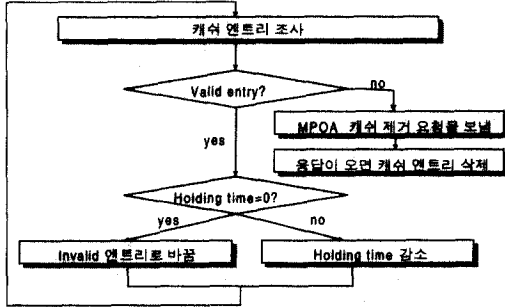 캐쉬 엔트리 조사
Valid entry?
no
MPOA 캐쉬 제거 요청를 보냄
yes
응답이 오면 캐쉬 엔트리 삭제
Holding time=0?
yes
no
Invalid 엔트리로 바꿈
Holding time 감소